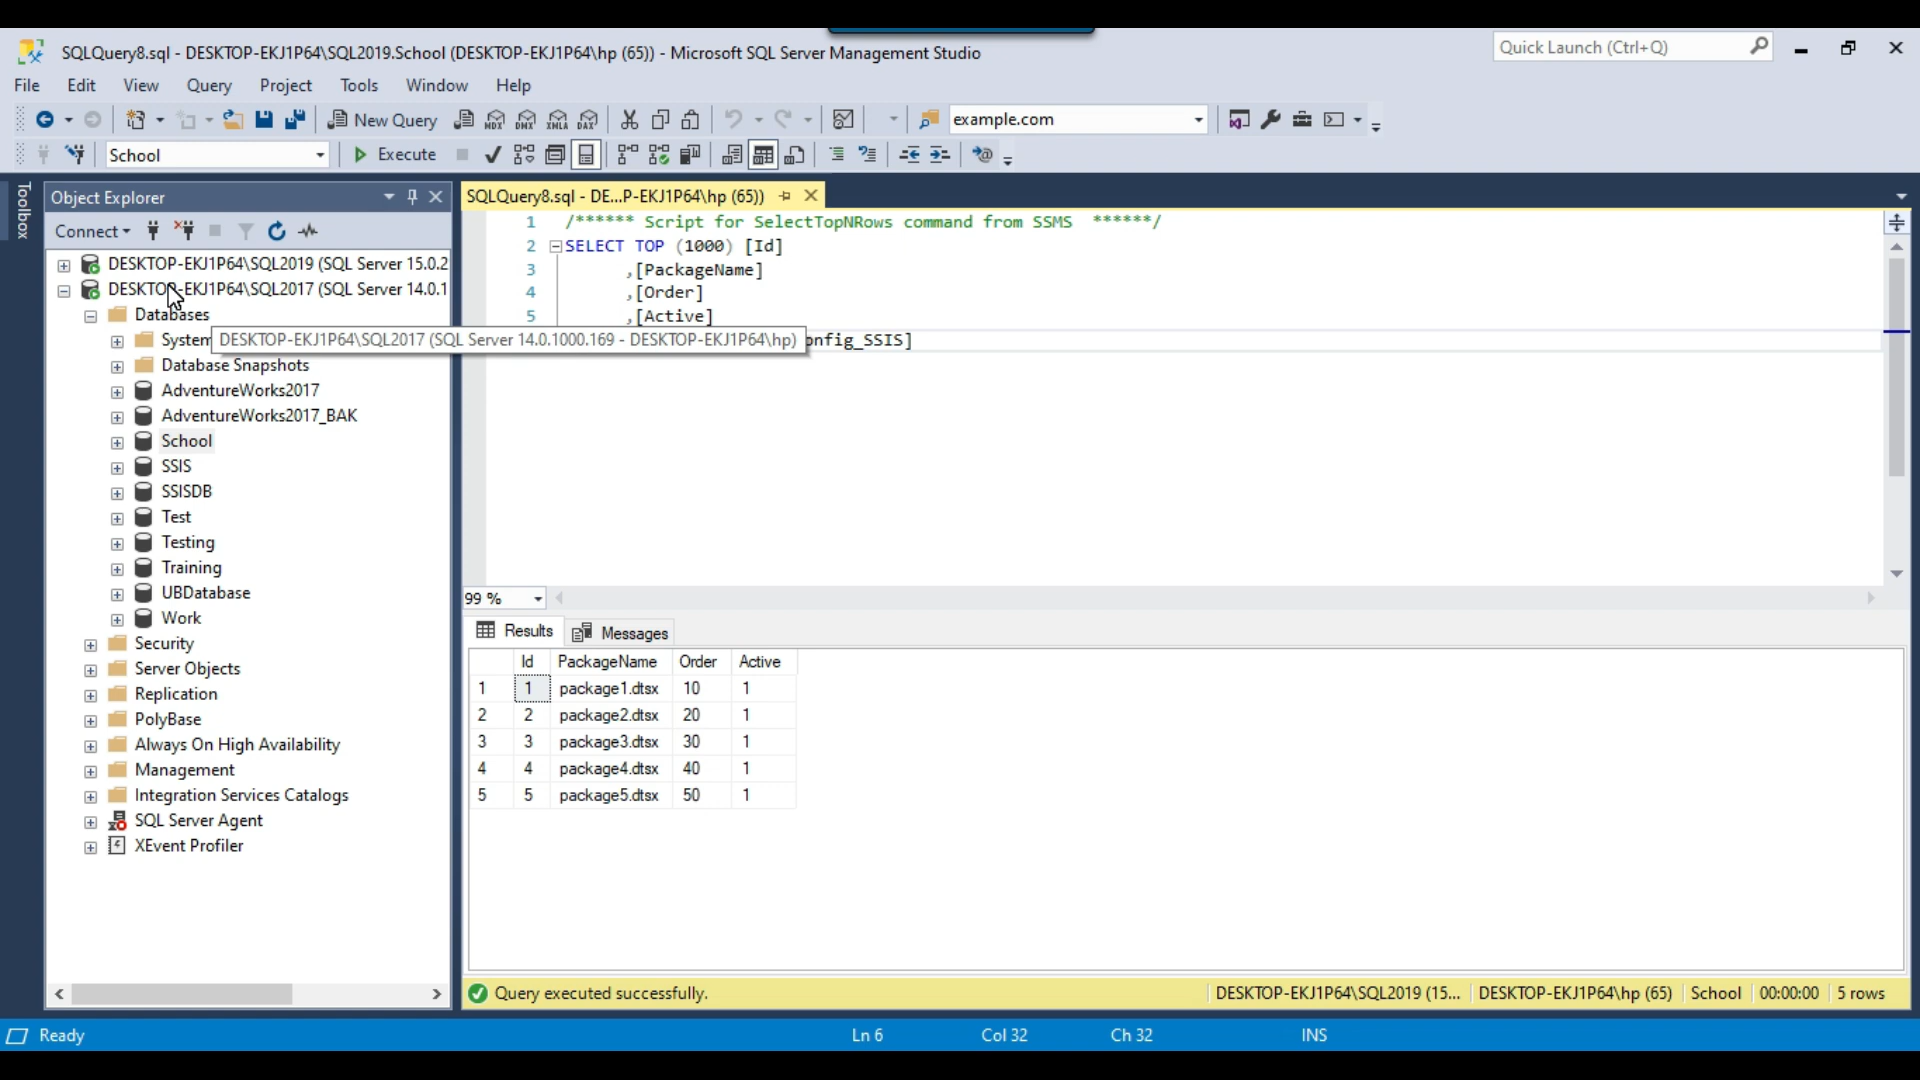 SQLQuery8.sql - DESKTOP-EKJ1P64\SQL2019.School (DESKTOP-EKJ1P64\hp (65)) - Microsoft SQL Server Management Studio
Quick Launch (Ctrl+Q)
File Edit View Query Project Tools Window Help
New Query MDX DMX XMLA DAX example.com
School Execute
Toolbox
Object Explorer
Connect
DESKTOP-EKJ1P64\SQL2019 (SQL Server 15.0.2
DESKTOP-EKJ1P64\SQL2017 (SQL Server 14.0.1
Databases
System
DESKTOP-EKJ1P64\SQL2017 (SQL Server 14.0.1000.169 - DESKTOP-EKJ1P64\hp)
Database Snapshots
AdventureWorks2017
AdventureWorks2017_BAK
School
SSIS
SSISDB
Test
Testing
Training
UBDatabase
Work
Security
Server Objects
Replication
PolyBase
Always On High Availability
Management
Integration Services Catalogs
SQL Server Agent
XEvent Profiler
SQLQuery8.sql - DE...P-EKJ1P64\hp (65))
1 /****** Script for SelectTopNRows command from SSMS ******/
2 SELECT TOP (1000) [Id]
3 ,[PackageName]
4 ,[Order]
5 ,[Active]
onfig_SSIS]
99 %
Results Messages
Id PackageName Order Active
1 1 package1.dtsx 10 1
2 2 package2.dtsx 20 1
3 3 package3.dtsx 30 1
4 4 package4.dtsx 40 1
5 5 package5.dtsx 50 1
Query executed successfully. DESKTOP-EKJ1P64\SQL2019 (15... DESKTOP-EKJ1P64\hp (65) School 00:00:00 5 rows
Ready Ln 6 Col 32 Ch 32 INS